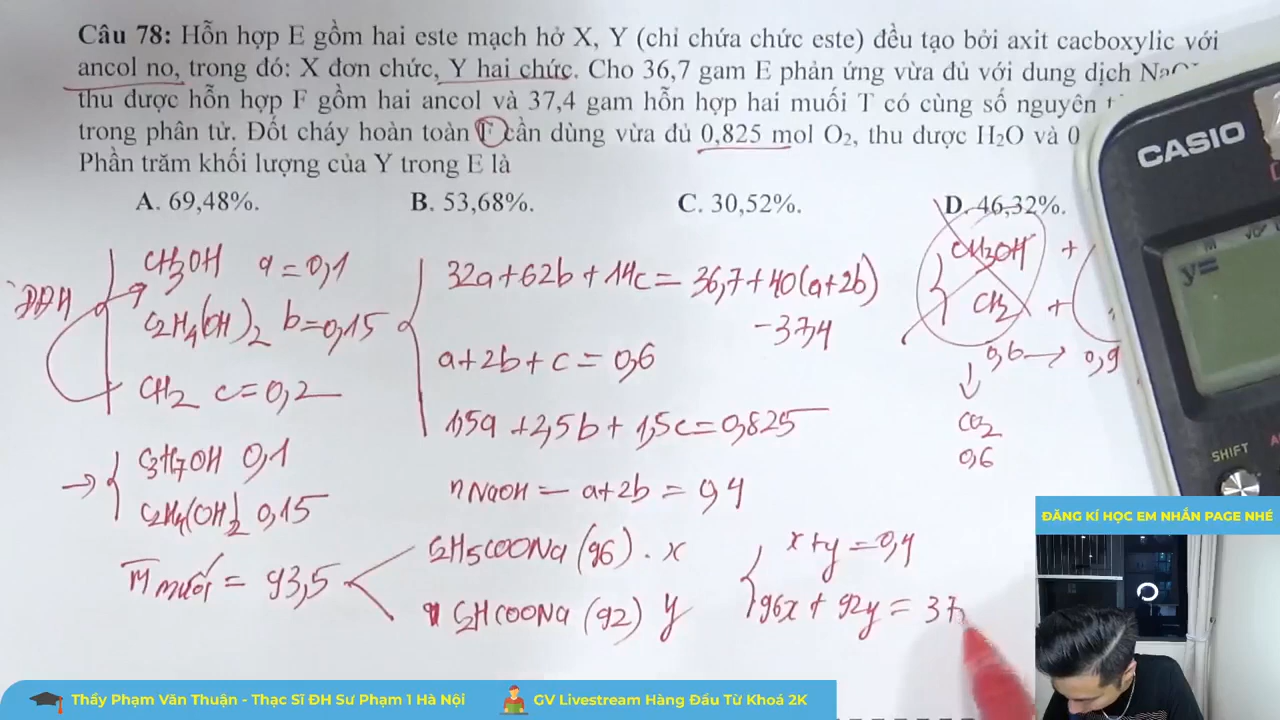 Câu 78: Hỗn hợp E gồm hai este mạch hở X, Y (chỉ chứa chức este) đều tạo bởi axit cacboxylic với
ancol no, trong đó: X đơn chức, Y hai chức. Cho 36,7 gam E phản ứng vừa đủ với dung dịch
thu được hỗn hợp F gồm hai ancol và 37,4 gam hỗn hợp hai muối T có cùng số nguyên
trong phân tử. Đốt cháy hoàn toàn cần dùng vừa đủ 0,825 mol O₂, thu được H₂O và 0
Phần trăm khối lượng của Y trong E là
A. 69,48%. B. 53,68%. C. 30,52%. D. 46,32%.
CASIO
y=
SHIFT
ĐĐH
CH3OH a = 0,1
C2H4(OH)2 b = 0,15
CH2 c = 0,2
32a + 62b + 14c = 36,7 + 40(a+2b)
- 37,4
a + 2b + c = 0,6
1,5a + 2,5b + 1,5c = 0,825
nNaOH = a + 2b = 0,4
CH3OH +
CH2 +
0,6 → 0,9
CO2
0,6
→ C3H7OH 0,1
C2H4(OH)2 0,15
M muối = 93,5
C2H5COONa (96) . x
C2HCOONa (92) y
x + y = 0,4
96x + 92y = 37
ĐĂNG KÍ HỌC EM NHẮN PAGE NHÉ
Thầy Phạm Văn Thuận - Thạc Sĩ ĐH Sư Phạm 1 Hà Nội
GV Livestream Hàng Đầu Từ Khoá 2K